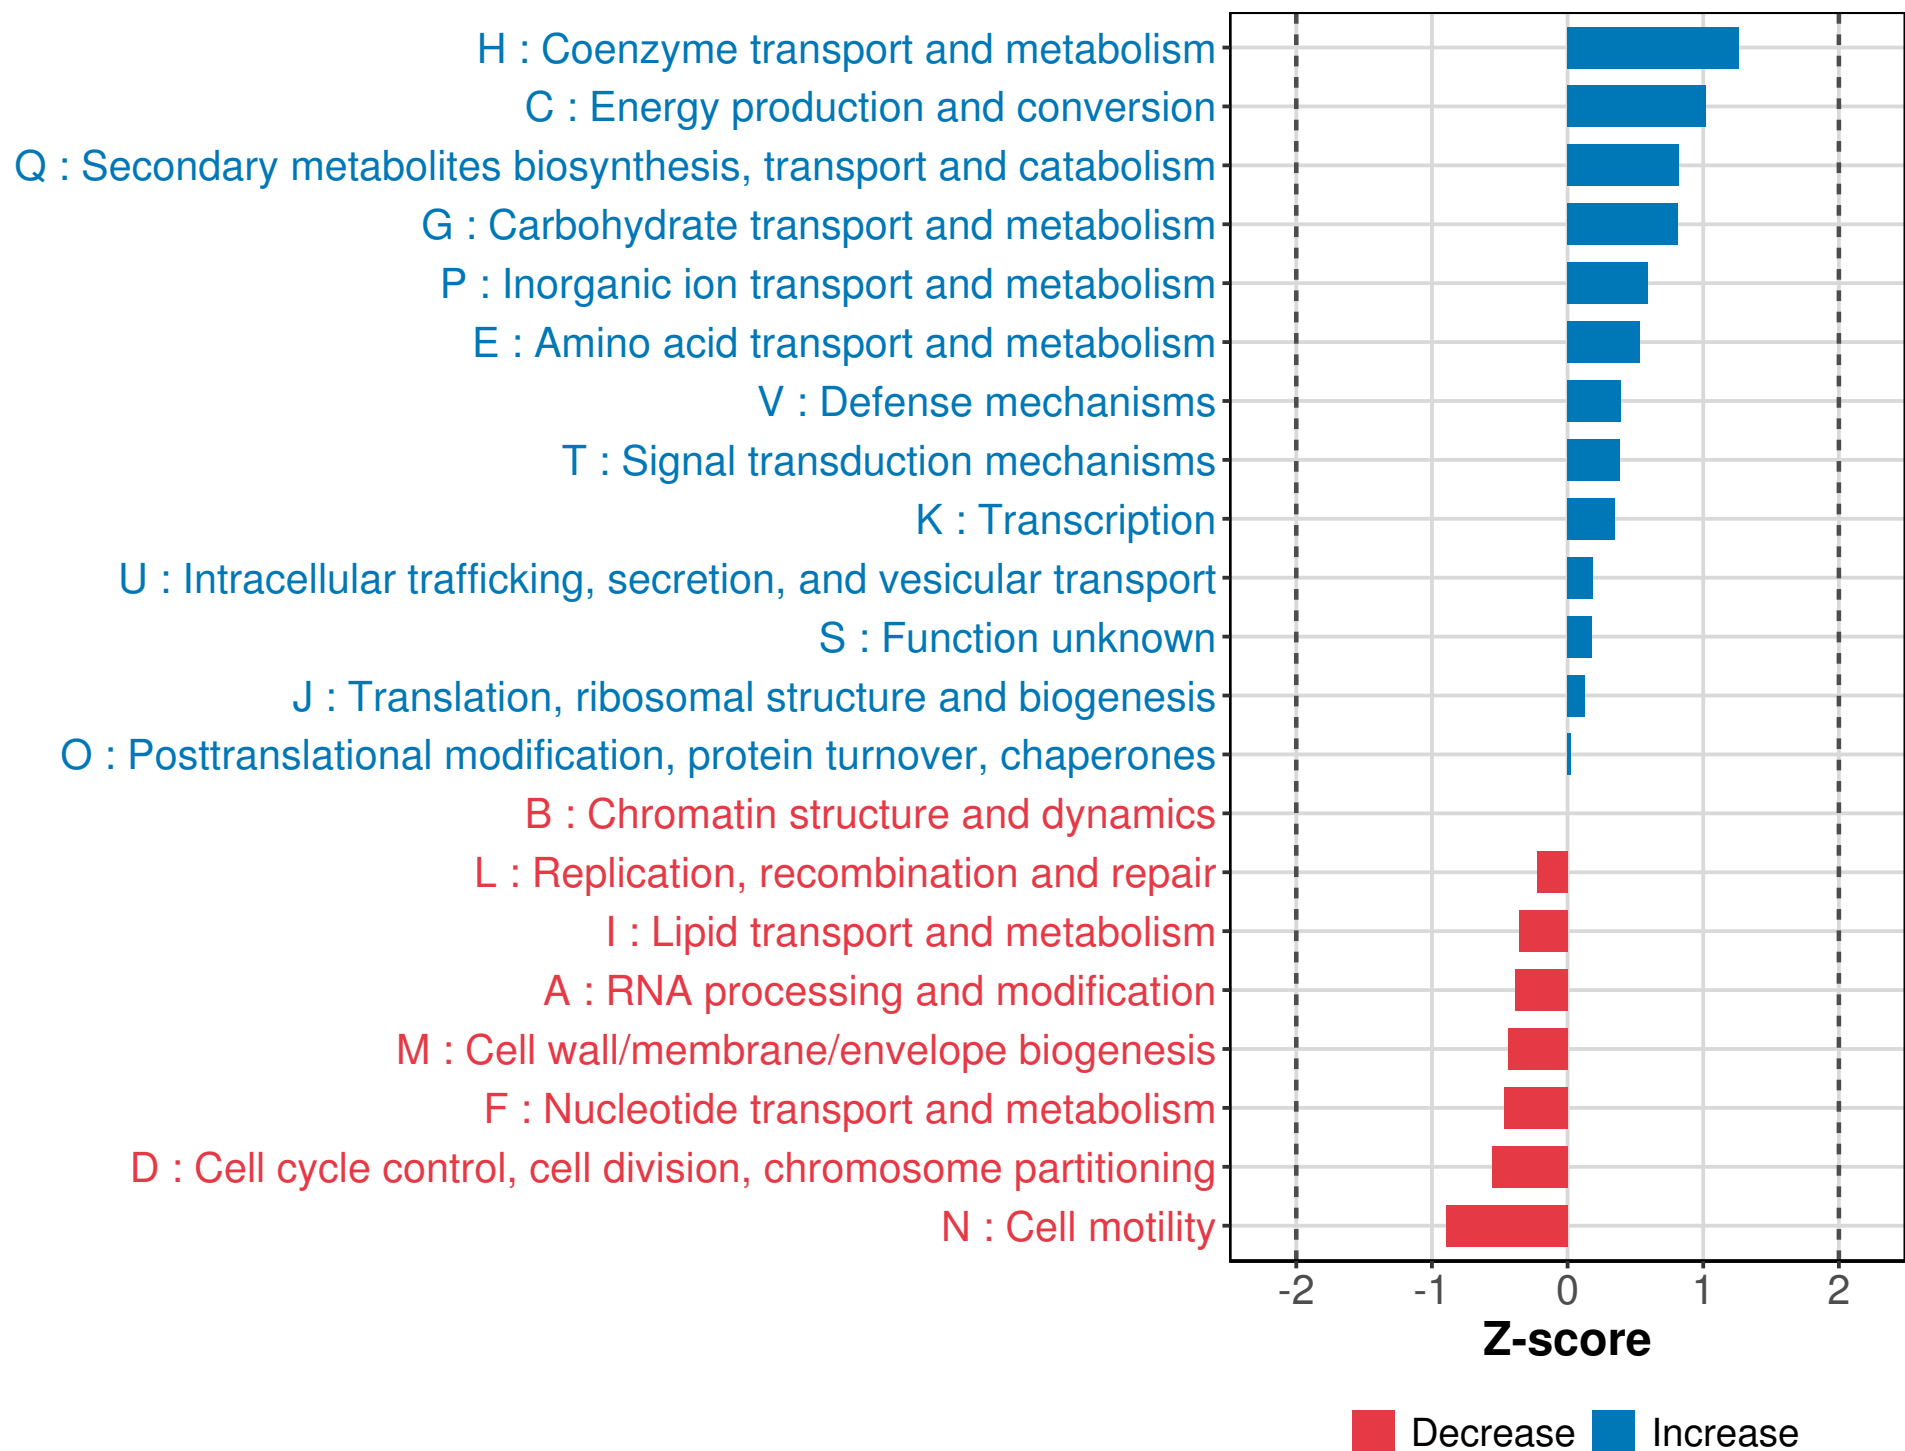 H : Coenzyme transport and metabolism
C : Energy production and conversion
Q : Secondary metabolites biosynthesis, transport and catabolism
G : Carbohydrate transport and metabolism
P : Inorganic ion transport and metabolism
E : Amino acid transport and metabolism
V : Defense mechanisms
T : Signal transduction mechanisms
K : Transcription
U : Intracellular trafficking, secretion, and vesicular transport
S : Function unknown
J : Translation, ribosomal structure and biogenesis
O : Posttranslational modification, protein turnover, chaperones
B : Chromatin structure and dynamics
L : Replication, recombination and repair
I : Lipid transport and metabolism
A : RNA processing and modification
M : Cell wall/membrane/envelope biogenesis
F : Nucleotide transport and metabolism
D : Cell cycle control, cell division, chromosome partitioning
N : Cell motility
-2 -1 0 1 2
Z-score
Decrease Increase